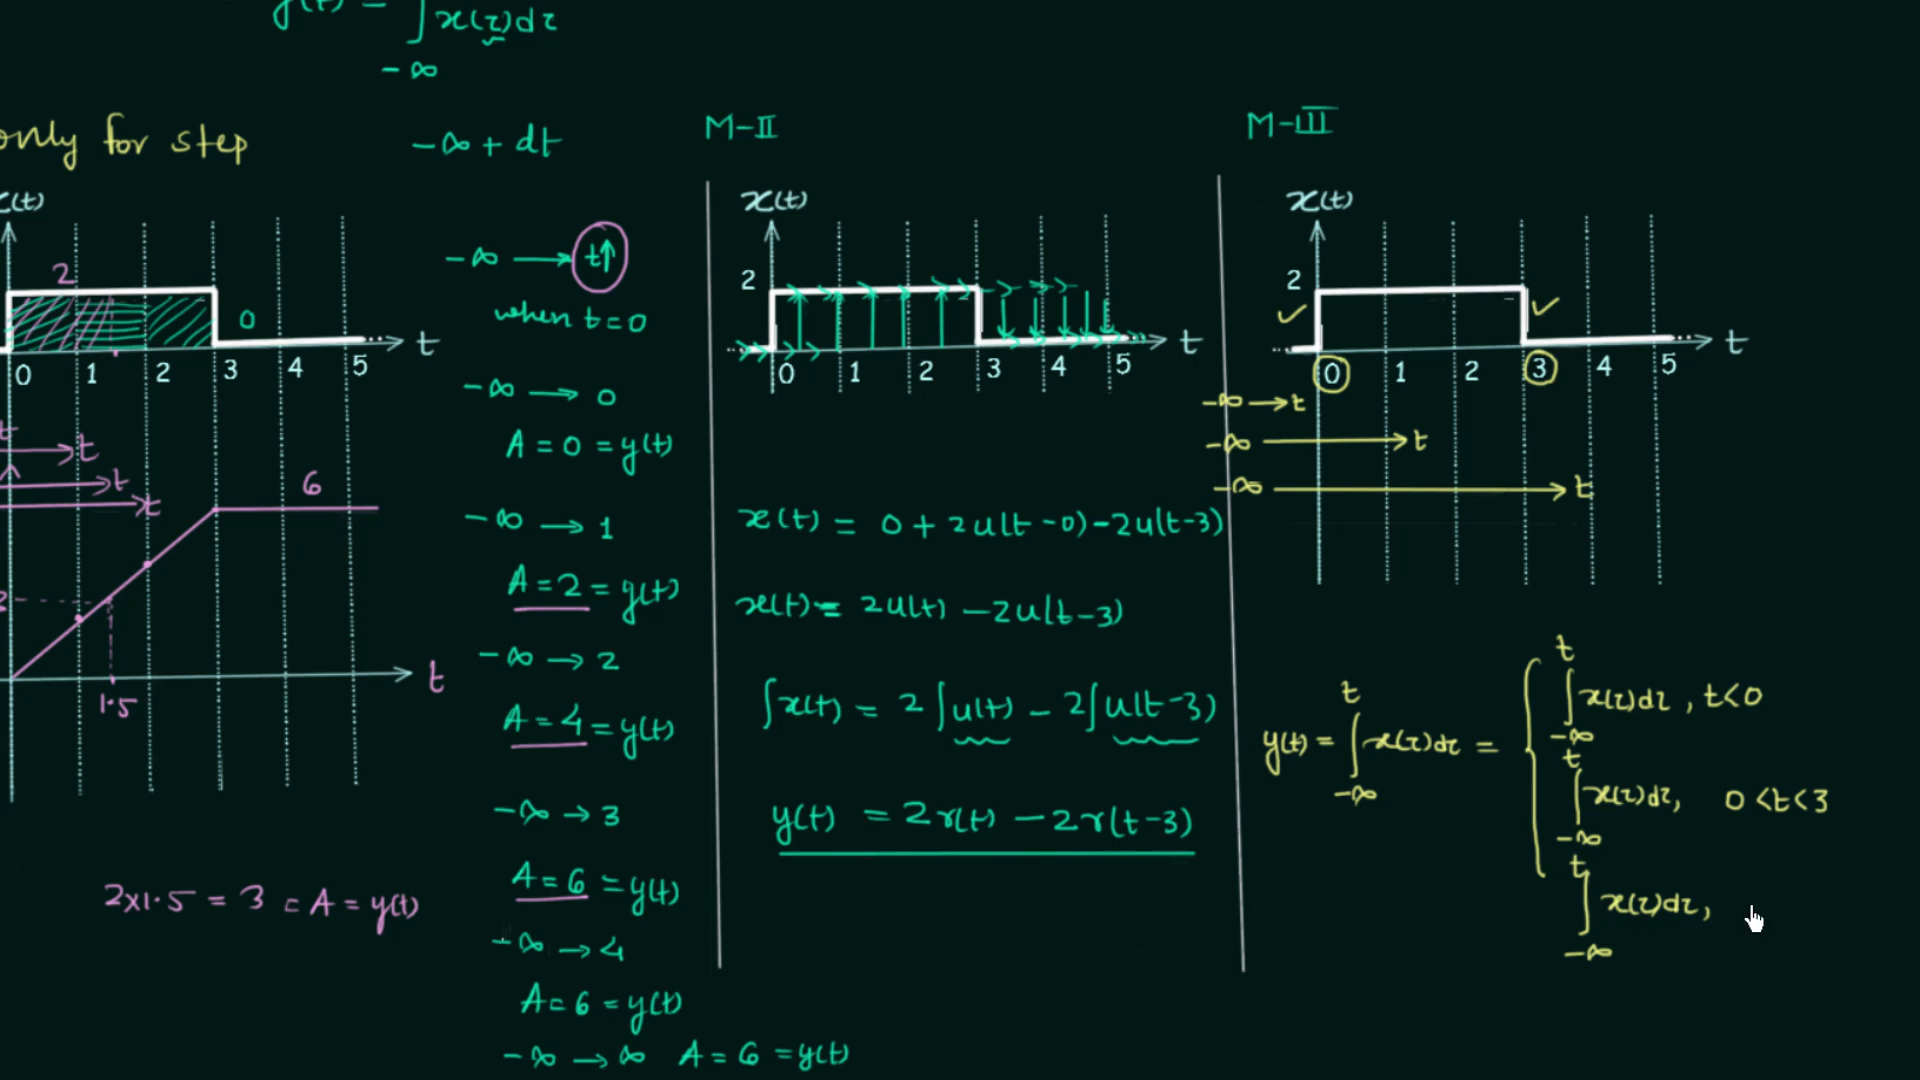 y(t) = ∫ x(τ)dτ
-∞
only for step
-∞ + dt
x(t)
2
0
t
0 1 2 3 4 5
t
t
t
t
6
t
1.5
2×1.5 = 3 = A = y(t)
-∞ → t↑
when t=0
-∞ → 0
A = 0 = y(t)
-∞ → 1
A = 2 = y(t)
-∞ → 2
A = 4 = y(t)
-∞ → 3
A = 6 = y(t)
-∞ → 4
A = 6 = y(t)
-∞ → ∞ A = 6 = y(t)
M-II
x(t)
2
t
0 1 2 3 4 5
x(t) = 0 + 2u(t-0) - 2u(t-3)
x(t) = 2u(t) - 2u(t-3)
∫x(t) = 2∫u(t) - 2∫u(t-3)
y(t) = 2r(t) - 2r(t-3)
M-III
x(t)
2
t
0 1 2 3 4 5
-∞ → t
-∞ → t
-∞ → t
t
y(t) = ∫ x(τ)dτ =
-∞
t
∫ x(τ)dτ, t<0
-∞
t
∫ x(τ)dτ, 0<t<3
-∞
t
∫ x(τ)dτ,
-∞